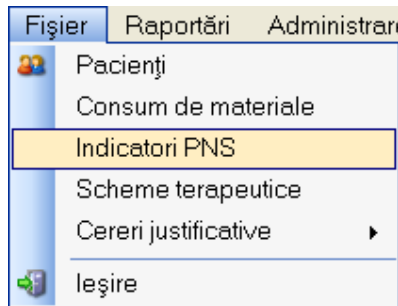 Fişier Raportări Administrare
Pacienţi
Consum de materiale
Indicatori PNS
Scheme terapeutice
Cereri justificative
Ieşire